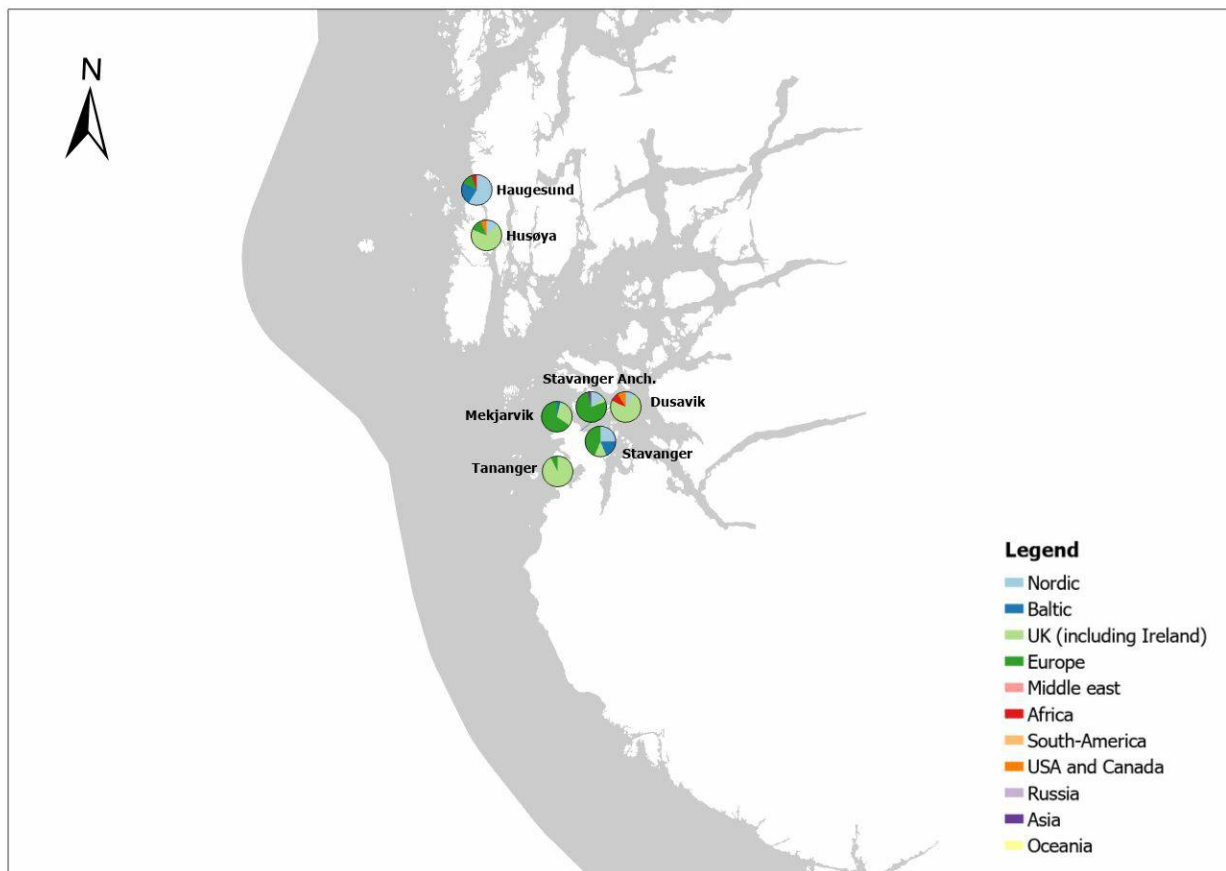 N
Haugesund
Husøya
Stavanger Anch.
Mekjarvik
Dusavik
Stavanger
Tananger
Legend
Nordic
Baltic
UK (including Ireland)
Europe
Middle east
Africa
South-America
USA and Canada
Russia
Asia
Oceania